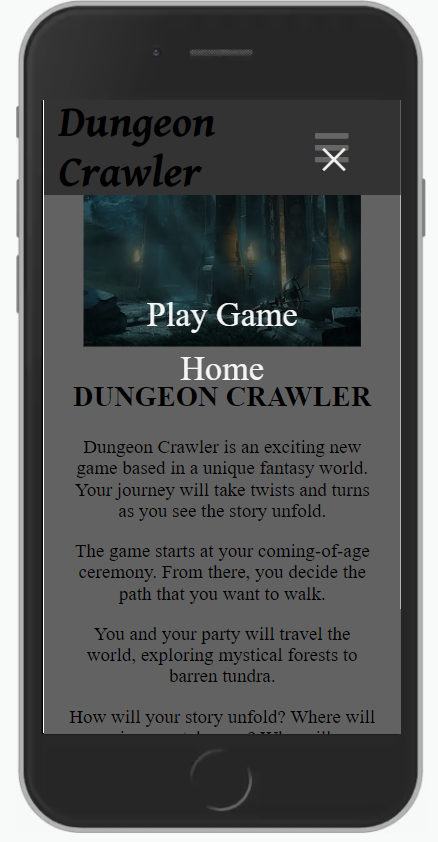 Dungeon
Crawler
Play Game
Home
DUNGEON CRAWLER
Dungeon Crawler is an exciting new
game based in a unique fantasy world.
Your journey will take twists and turns
as you see the story unfold.
The game starts at your coming-of-age
ceremony. From there, you decide the
path that you want to walk.
You and your party will travel the
world, exploring mystical forests to
barren tundra.
How will your story unfold? Where will